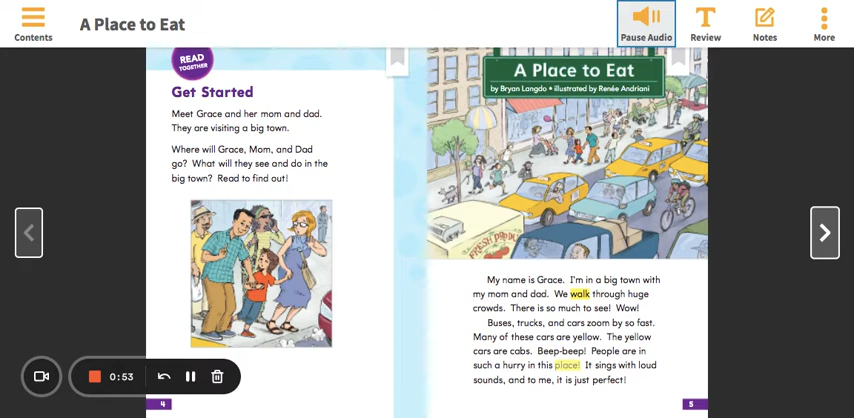 Contents
A Place to Eat
Pause Audio
Review
Notes
More
READ
TOGETHER
Get Started
Meet Grace and her mom and dad.
They are visiting a big town.
Where will Grace, Mom, and Dad
go? What will they see and do in the
big town? Read to find out!
4
A Place to Eat
by Bryan Langdo • illustrated by Renée Andriani
FRESH PRODU
My name is Grace. I'm in a big town with
my mom and dad. We walk through huge
crowds. There is so much to see! Wow!
Buses, trucks, and cars zoom by so fast.
Many of these cars are yellow. The yellow
cars are cabs. Beep-beep! People are in
such a hurry in this place! It sings with loud
sounds, and to me, it is just perfect!
5
0:53